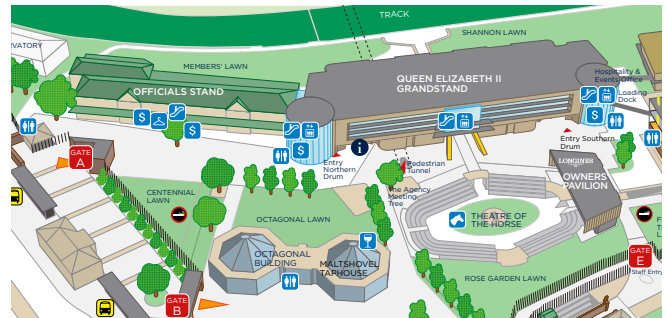 TRACK
SHANNON LAWN
MEMBERS' LAWN
OFFICIALS STAND
QUEEN ELIZABETH II
GRANDSTAND
Hospitality &
Events Office
Loading
Dock
$
$
$
$
GATE
A
i
Entry
Northern
Drum
Pedestrian
Tunnel
The Agency
Meeting
Tree
Entry Southern
Drum
LONGINES
OWNERS
PAVILION
CENTENNIAL
LAWN
OCTAGONAL LAWN
THEATRE OF
THE HORSE
OCTAGONAL
BUILDING
MALTSHOVEL
TAPHOUSE
ROSE GARDEN LAWN
GATE
B
GATE
E
Staff Entry